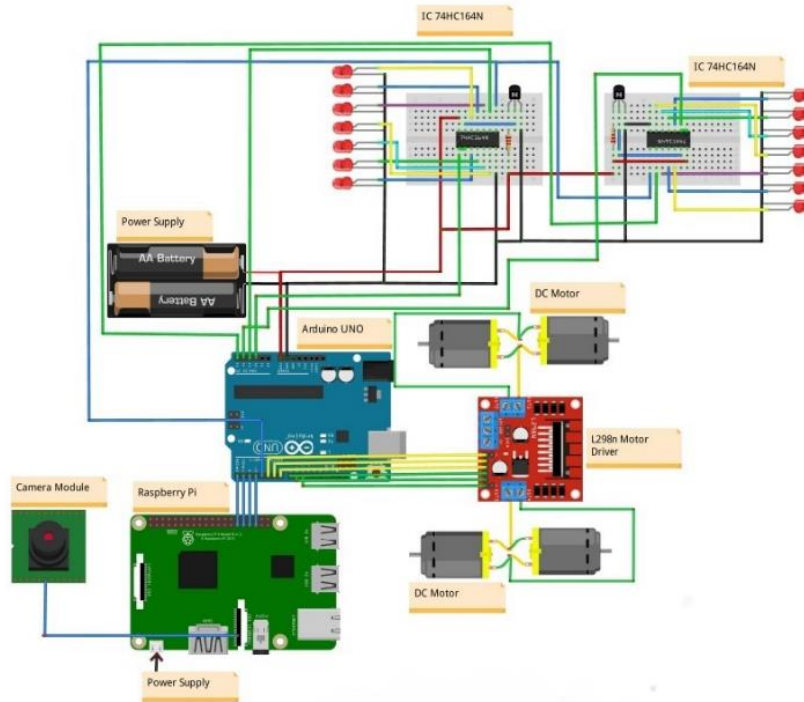 IC 74HC164N
IC 74HC164N
Power Supply
AA Battery
AA Battery
DC Motor
Arduino UNO
UNO
L298n Motor
Driver
Camera Module
Raspberry Pi
DC Motor
Power Supply